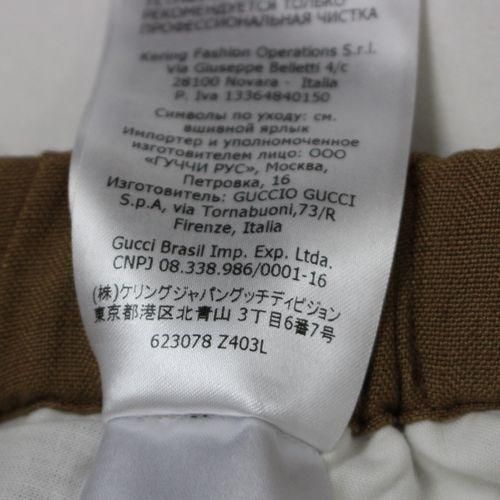 РЕКОМЕНДУЕТСЯ ТОЛЬКО
ПРОФЕССИОНАЛЬНАЯ ЧИСТКА
Kering Fashion Operations S.r.l.
via Giuseppe Belletti 4/c
28100 Novara - Italia
P. Iva 13364840150
Символы по уходу: см.
вшивной ярлык
Импортер и уполномоченное
изготовителем лицо: ООО
«ГУЧЧИ РУС», Москва,
Петровка, 16
Изготовитель: GUCCIO GUCCI
S.p.A, via Tornabuoni,73/R
Firenze, Italia
Gucci Brasil Imp. Exp. Ltda.
CNPJ 08.338.986/0001-16
(株)ケリングジャパングッチディビジョン
東京都港区北青山 3丁目6番7号
623078 Z403L